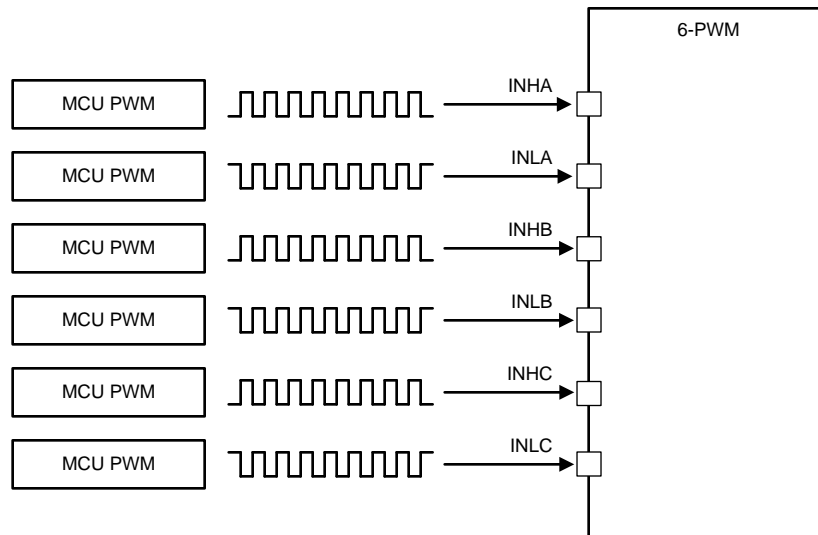 6-PWM
MCU PWM
INHA
MCU PWM
INLA
MCU PWM
INHB
MCU PWM
INLB
MCU PWM
INHC
MCU PWM
INLC